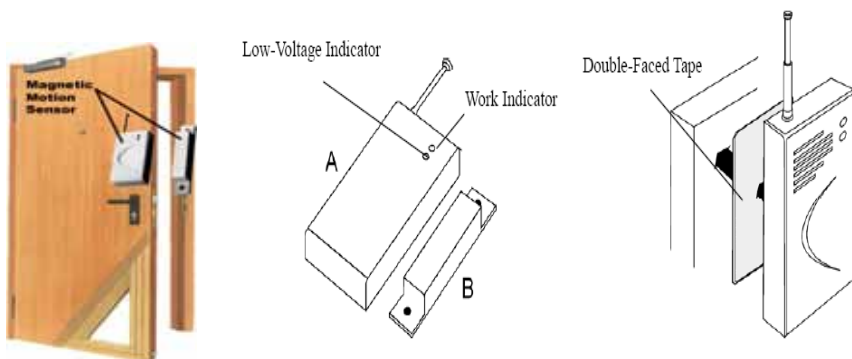 Magnetic
Motion
Sensor
Low-Voltage Indicator
Work Indicator
A
B
Double-Faced Tape